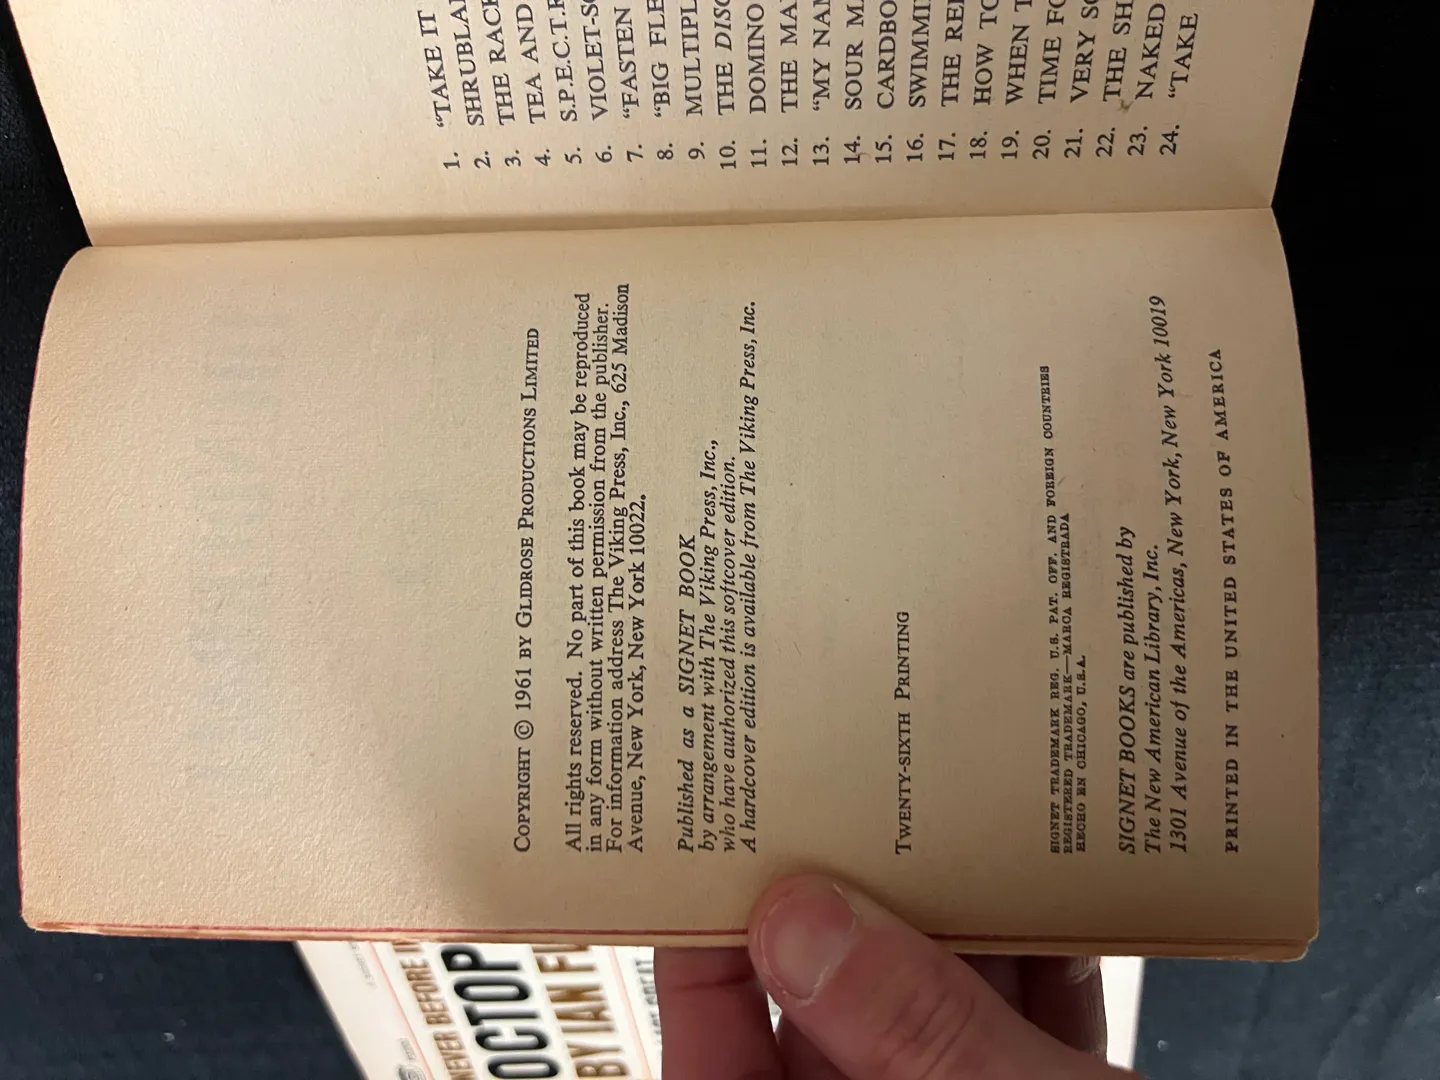 COPYRIGHT © 1961 BY GLIDROSE PRODUCTIONS LIMITED
All rights reserved. No part of this book may be reproduced
in any form without written permission from the publisher.
For information address The Viking Press, Inc., 625 Madison
Avenue, New York, New York 10022.
Published as a SIGNET BOOK
by arrangement with The Viking Press, Inc.,
who have authorized this softcover edition.
A hardcover edition is available from The Viking Press, Inc.
TWENTY-SIXTH PRINTING
SIGNET TRADEMARK REG. U.S. PAT. OFF. AND FOREIGN COUNTRIES
REGISTERED TRADEMARK—MARCA REGISTRADA
HECHO EN CHICAGO, U.S.A.
SIGNET BOOKS are published by
The New American Library, Inc.
1301 Avenue of the Americas, New York, New York 10019
PRINTED IN THE UNITED STATES OF AMERICA
1. "TAKE IT
2. SHRUBLA
3. THE RACK
4. TEA AND
5. S.P.E.C.T.R
6. VIOLET-SC
7. "FASTEN
8. "BIG FLE
9. MULTIPL
10. THE DISC
11. DOMINO
12. THE MA
13. "MY NAM
14. SOUR MA
15. CARDBO
16. SWIMMI
17. THE RE
18. HOW TO
19. WHEN T
20. TIME FO
21. VERY SO
22. THE SH
23. NAKED
24. "TAKE
NEVER BEFORE
OCTOP
BY IAN F